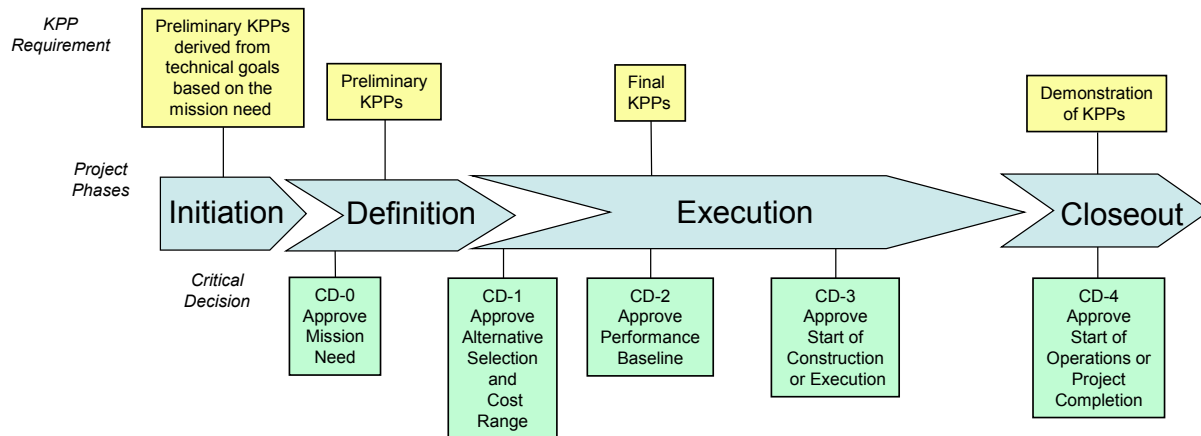 KPP
Requirement
Preliminary KPPs
derived from
technical goals
based on the
mission need
Preliminary
KPPs
Final
KPPs
Demonstration
of KPPs
Project
Phases
Initiation
Definition
Execution
Closeout
Critical
Decision
CD-0
Approve
Mission
Need
CD-1
Approve
Alternative
Selection
and
Cost
Range
CD-2
Approve
Performance
Baseline
CD-3
Approve
Start of
Construction
or Execution
CD-4
Approve
Start of
Operations or
Project
Completion